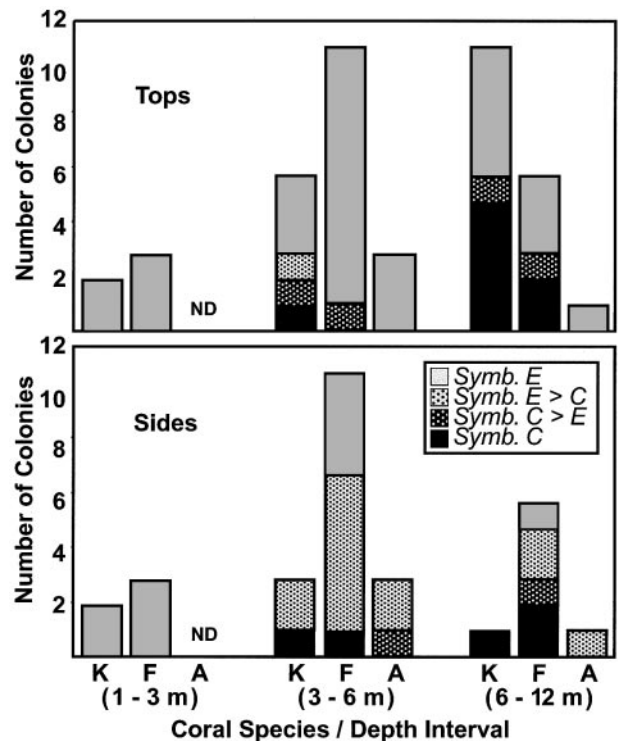 12
10
8
6
4
2
Number of Colonies
Tops
ND
12
10
8
6
4
2
Number of Colonies
Sides
ND
Symb. E
Symb. E > C
Symb. C > E
Symb. C
K F A K F A K F A
(1 - 3 m) (3 - 6 m) (6 - 12 m)
Coral Species / Depth Interval